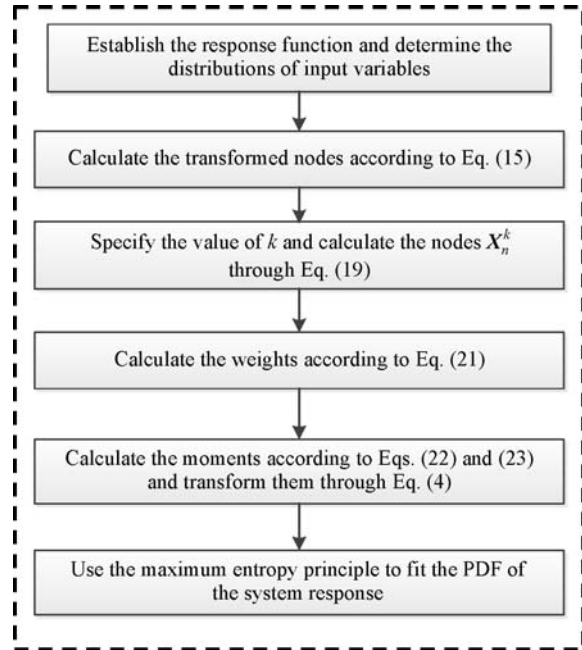 Establish the response function and determine the
distributions of input variables
Calculate the transformed nodes according to Eq. (15)
Specify the value of k and calculate the nodes Xₙᵏ
through Eq. (19)
Calculate the weights according to Eq. (21)
Calculate the moments according to Eqs. (22) and (23)
and transform them through Eq. (4)
Use the maximum entropy principle to fit the PDF of
the system response